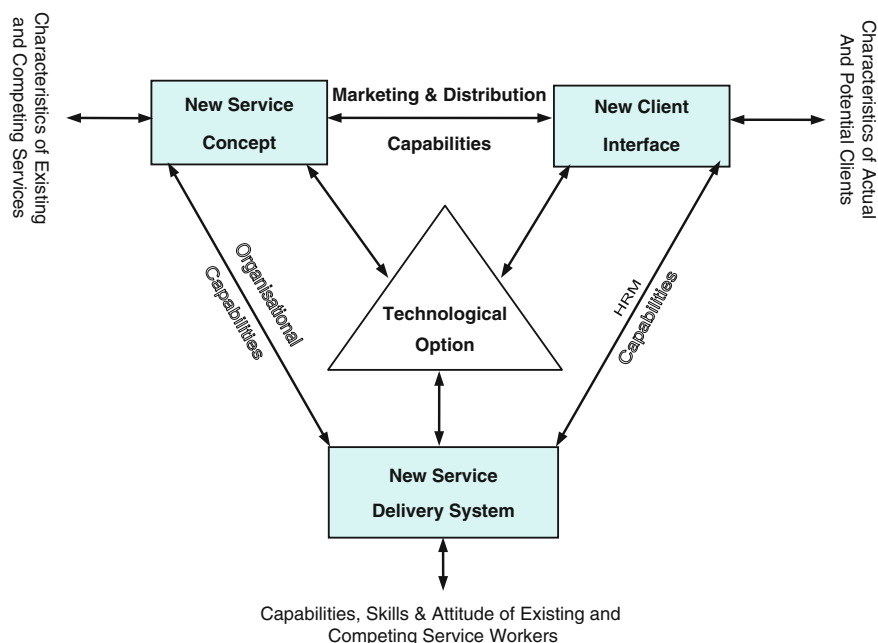 Characteristics of Existing
and Competing Services
New Service
Concept
Marketing & Distribution
Capabilities
New Client
Interface
Characteristics of Actual
And Potential Clients
Organisational
Capabilities
Technological
Option
HRM
Capabilities
New Service
Delivery System
Capabilities, Skills & Attitude of Existing and
Competing Service Workers